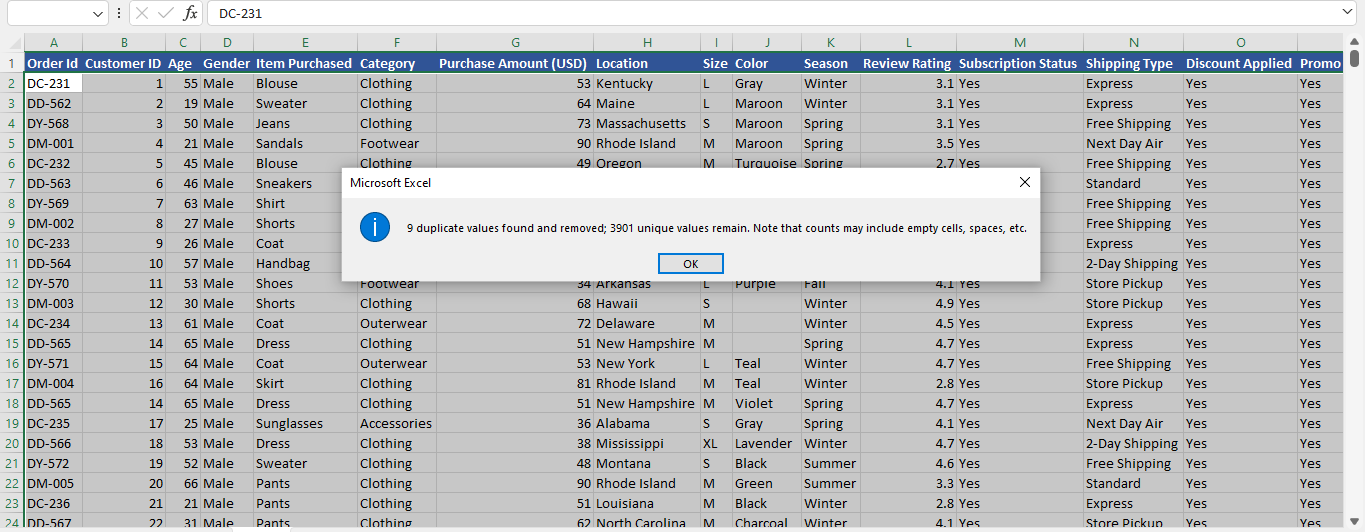 fx DC-231
A B C D E F G H I J K L M N O
1 Order Id Customer ID Age Gender Item Purchased Category Purchase Amount (USD) Location Size Color Season Review Rating Subscription Status Shipping Type Discount Applied Promo
2 DC-231 1 55 Male Blouse Clothing 53 Kentucky L Gray Winter 3.1 Yes Express Yes Yes
3 DD-562 2 19 Male Sweater Clothing 64 Maine L Maroon Winter 3.1 Yes Express Yes Yes
4 DY-568 3 50 Male Jeans Clothing 73 Massachusetts S Maroon Spring 3.1 Yes Free Shipping Yes Yes
5 DM-001 4 21 Male Sandals Footwear 90 Rhode Island M Maroon Spring 3.5 Yes Next Day Air Yes Yes
6 DC-232 5 45 Male Blouse Clothing 49 Oregon M Turquoise Spring 2.7 Yes Free Shipping Yes Yes
7 DD-563 6 46 Male Sneakers Standard Yes Yes
8 DY-569 7 63 Male Shirt Free Shipping Yes Yes
9 DM-002 8 27 Male Shorts Free Shipping Yes Yes
10 DC-233 9 26 Male Coat Express Yes Yes
11 DD-564 10 57 Male Handbag 2-Day Shipping Yes Yes
Microsoft Excel
9 duplicate values found and removed; 3901 unique values remain. Note that counts may include empty cells, spaces, etc.
OK
12 DY-570 11 53 Male Shoes Footwear 34 Arkansas L Purple Fall 4.1 Yes Store Pickup Yes Yes
13 DM-003 12 30 Male Shorts Clothing 68 Hawaii S Winter 4.9 Yes Store Pickup Yes Yes
14 DC-234 13 61 Male Coat Outerwear 72 Delaware M Winter 4.5 Yes Express Yes Yes
15 DD-565 14 65 Male Dress Clothing 51 New Hampshire M Spring 4.7 Yes Express Yes Yes
16 DY-571 15 64 Male Coat Outerwear 53 New York L Teal Winter 4.7 Yes Free Shipping Yes Yes
17 DM-004 16 64 Male Skirt Clothing 81 Rhode Island M Teal Winter 2.8 Yes Store Pickup Yes Yes
18 DD-565 14 65 Male Dress Clothing 51 New Hampshire M Violet Spring 4.7 Yes Express Yes Yes
19 DC-235 17 25 Male Sunglasses Accessories 36 Alabama S Gray Spring 4.1 Yes Next Day Air Yes Yes
20 DD-566 18 53 Male Dress Clothing 38 Mississippi XL Lavender Winter 4.7 Yes 2-Day Shipping Yes Yes
21 DY-572 19 52 Male Sweater Clothing 48 Montana S Black Summer 4.6 Yes Free Shipping Yes Yes
22 DM-005 20 66 Male Pants Clothing 90 Rhode Island M Green Summer 3.3 Yes Standard Yes Yes
23 DC-236 21 21 Male Pants Clothing 51 Louisiana M Black Winter 2.8 Yes Express Yes Yes
24 DD-567 22 31 Male Pants Clothing 62 North Carolina M Charcoal Winter 4.1 Yes Store Pickup Yes Yes